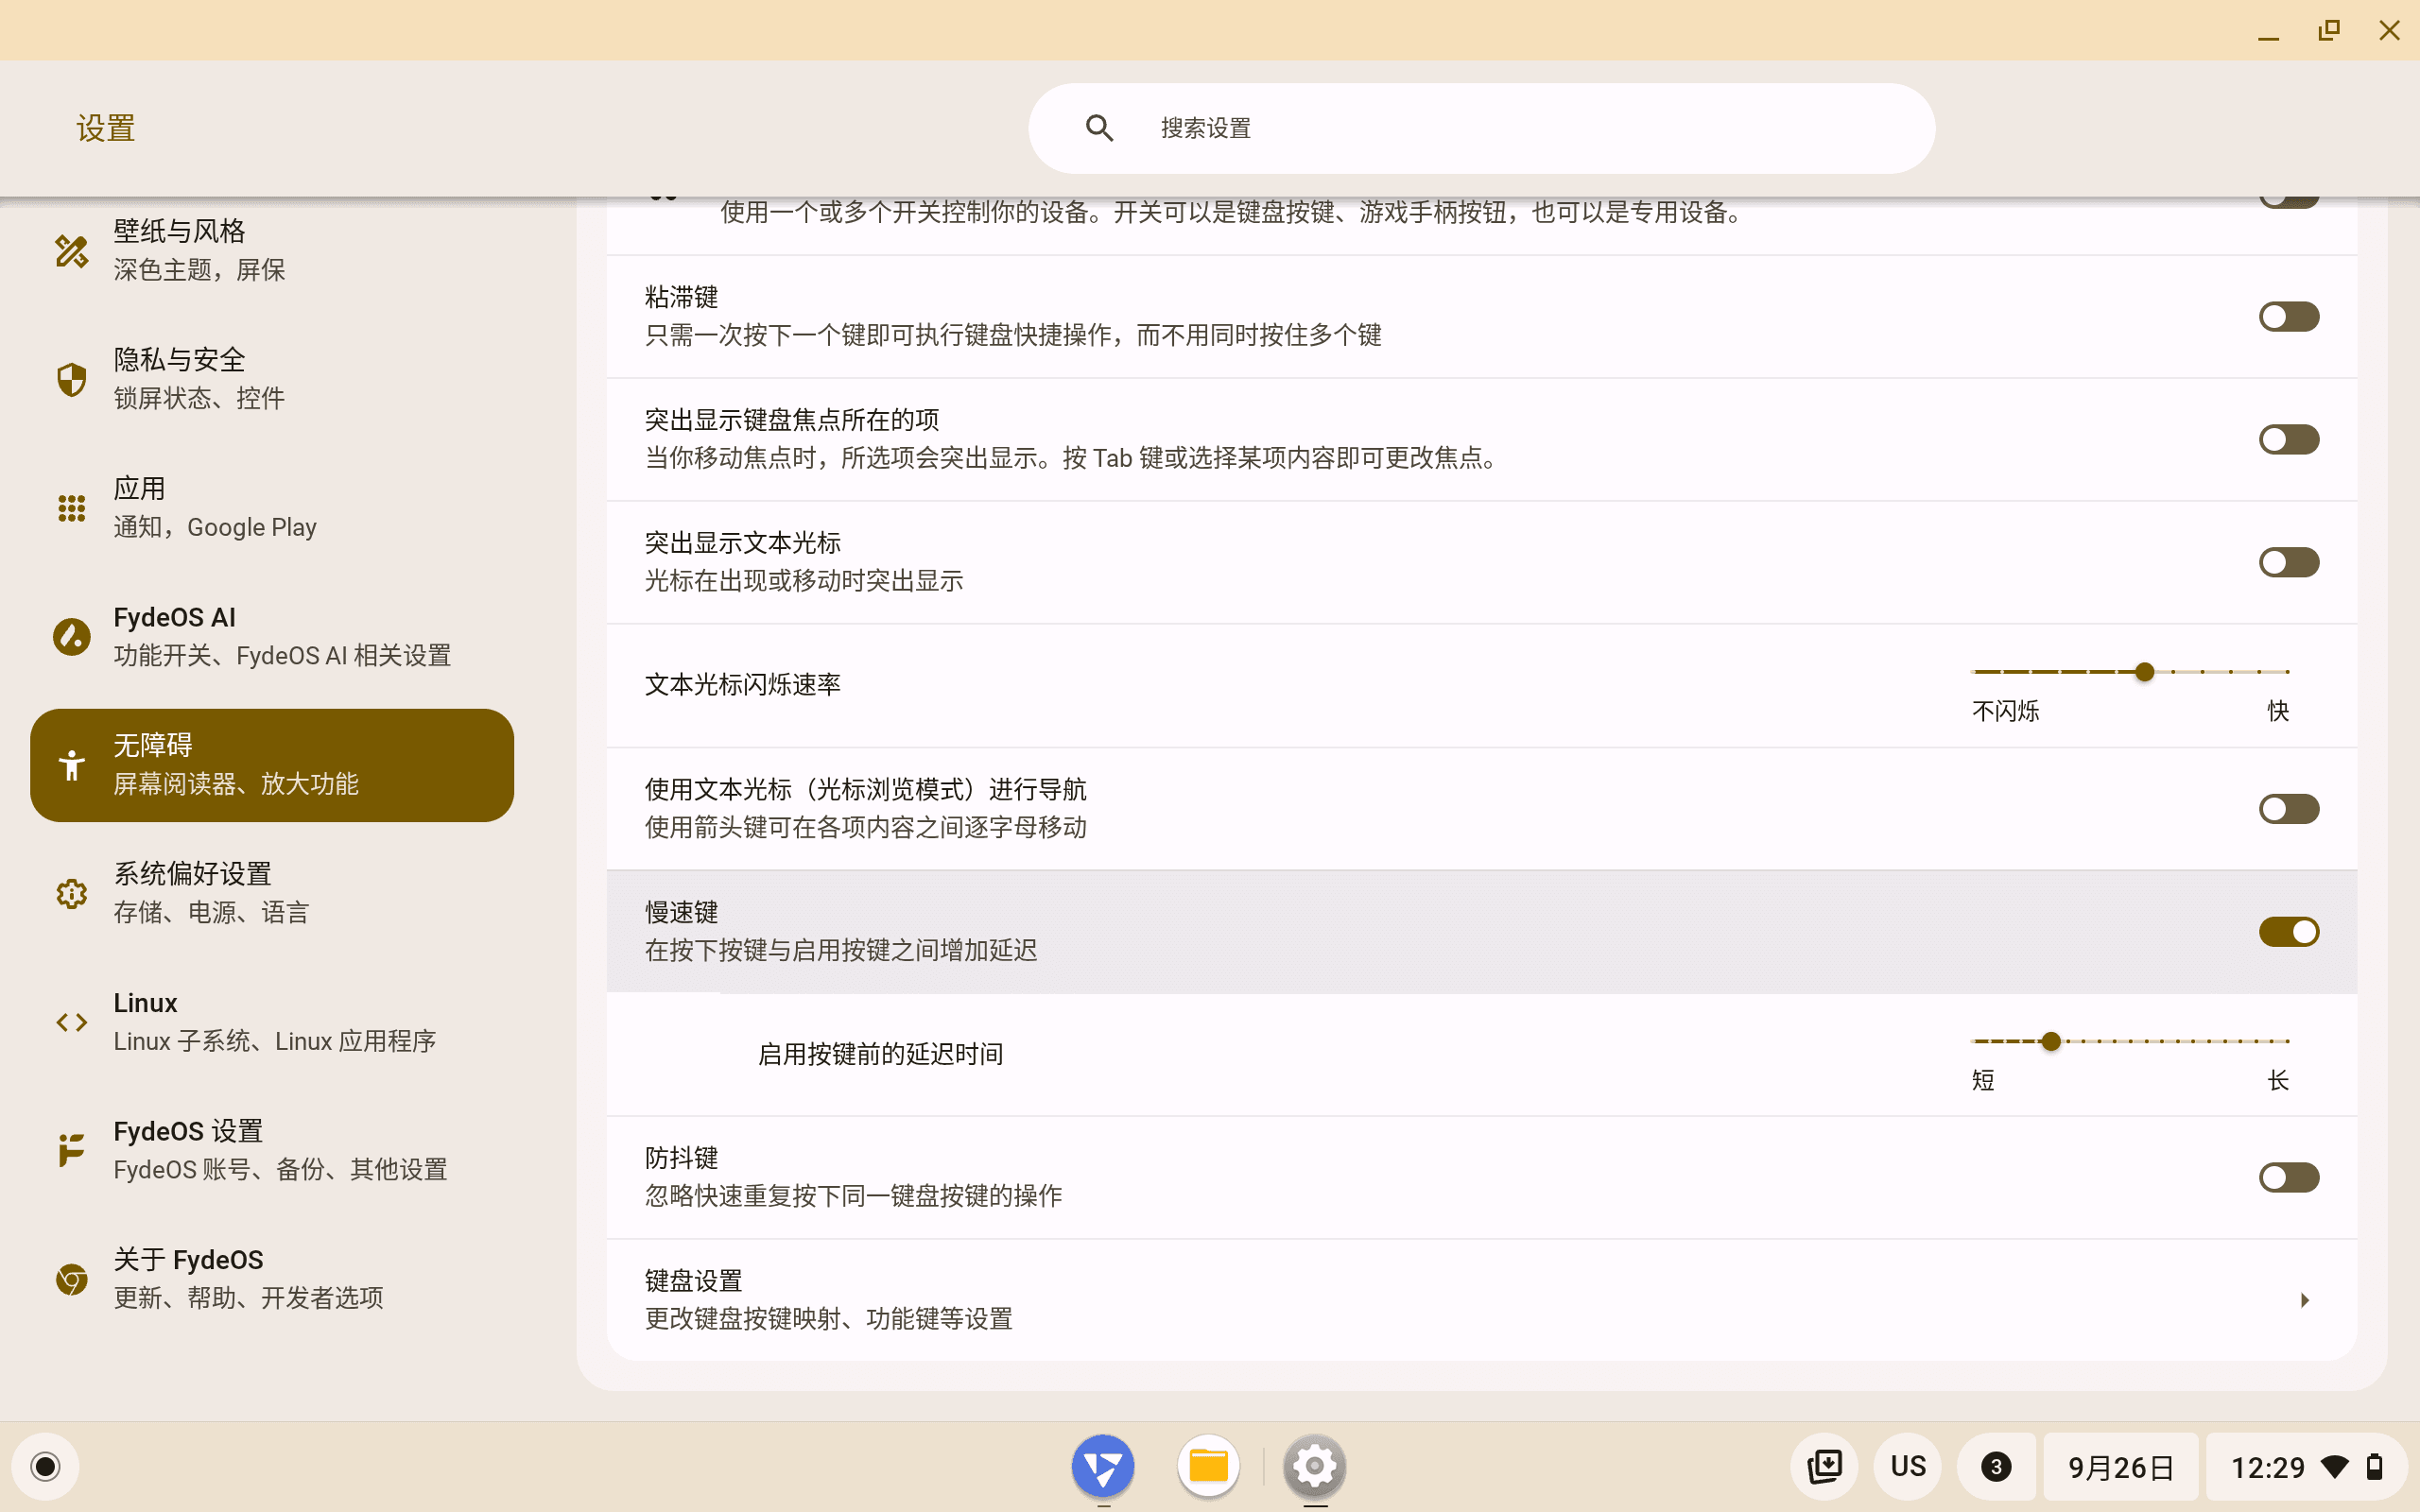 设置
搜索设置
壁纸与风格
深色主题，屏保
隐私与安全
锁屏状态、控件
应用
通知，Google Play
FydeOS AI
功能开关、FydeOS AI 相关设置
无障碍
屏幕阅读器、放大功能
系统偏好设置
存储、电源、语言
Linux
Linux 子系统、Linux 应用程序
FydeOS 设置
FydeOS 账号、备份、其他设置
关于 FydeOS
更新、帮助、开发者选项
使用一个或多个开关控制你的设备。开关可以是键盘按键、游戏手柄按钮，也可以是专用设备。
粘滞键
只需一次按下一个键即可执行键盘快捷操作，而不用同时按住多个键
突出显示键盘焦点所在的项
当你移动焦点时，所选项会突出显示。按 Tab 键或选择某项内容即可更改焦点。
突出显示文本光标
光标在出现或移动时突出显示
文本光标闪烁速率
不闪烁 快
使用文本光标（光标浏览模式）进行导航
使用箭头键可在各项内容之间逐字母移动
慢速键
在按下按键与启用按键之间增加延迟
启用按键前的延迟时间
短 长
防抖键
忽略快速重复按下同一键盘按键的操作
键盘设置
更改键盘按键映射、功能键等设置
US 3 9月26日 12:29